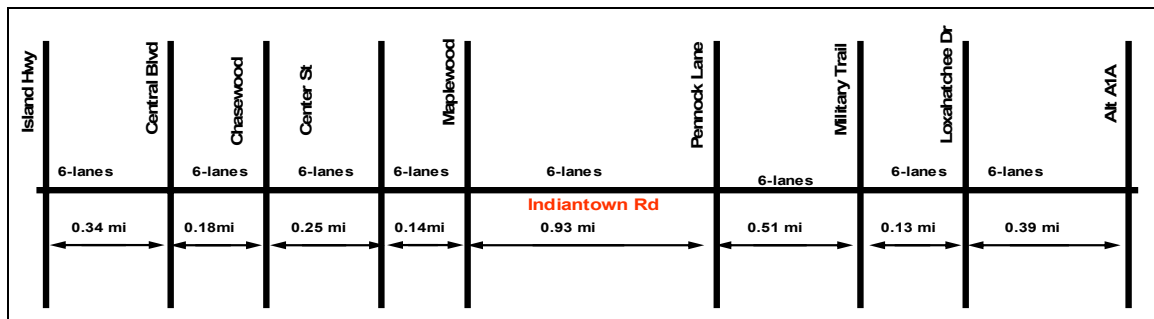 Island Hwy
Central Blvd
Chasewood
Center St
Maplewood
Pennock Lane
Military Trail
Loxahatchee Dr
Alt A1A
6-lanes
6-lanes
6-lanes
6-lanes
6-lanes
6-lanes
6-lanes
6-lanes
Indiantown Rd
0.34 mi
0.18mi
0.25 mi
0.14mi
0.93 mi
0.51 mi
0.13 mi
0.39 mi